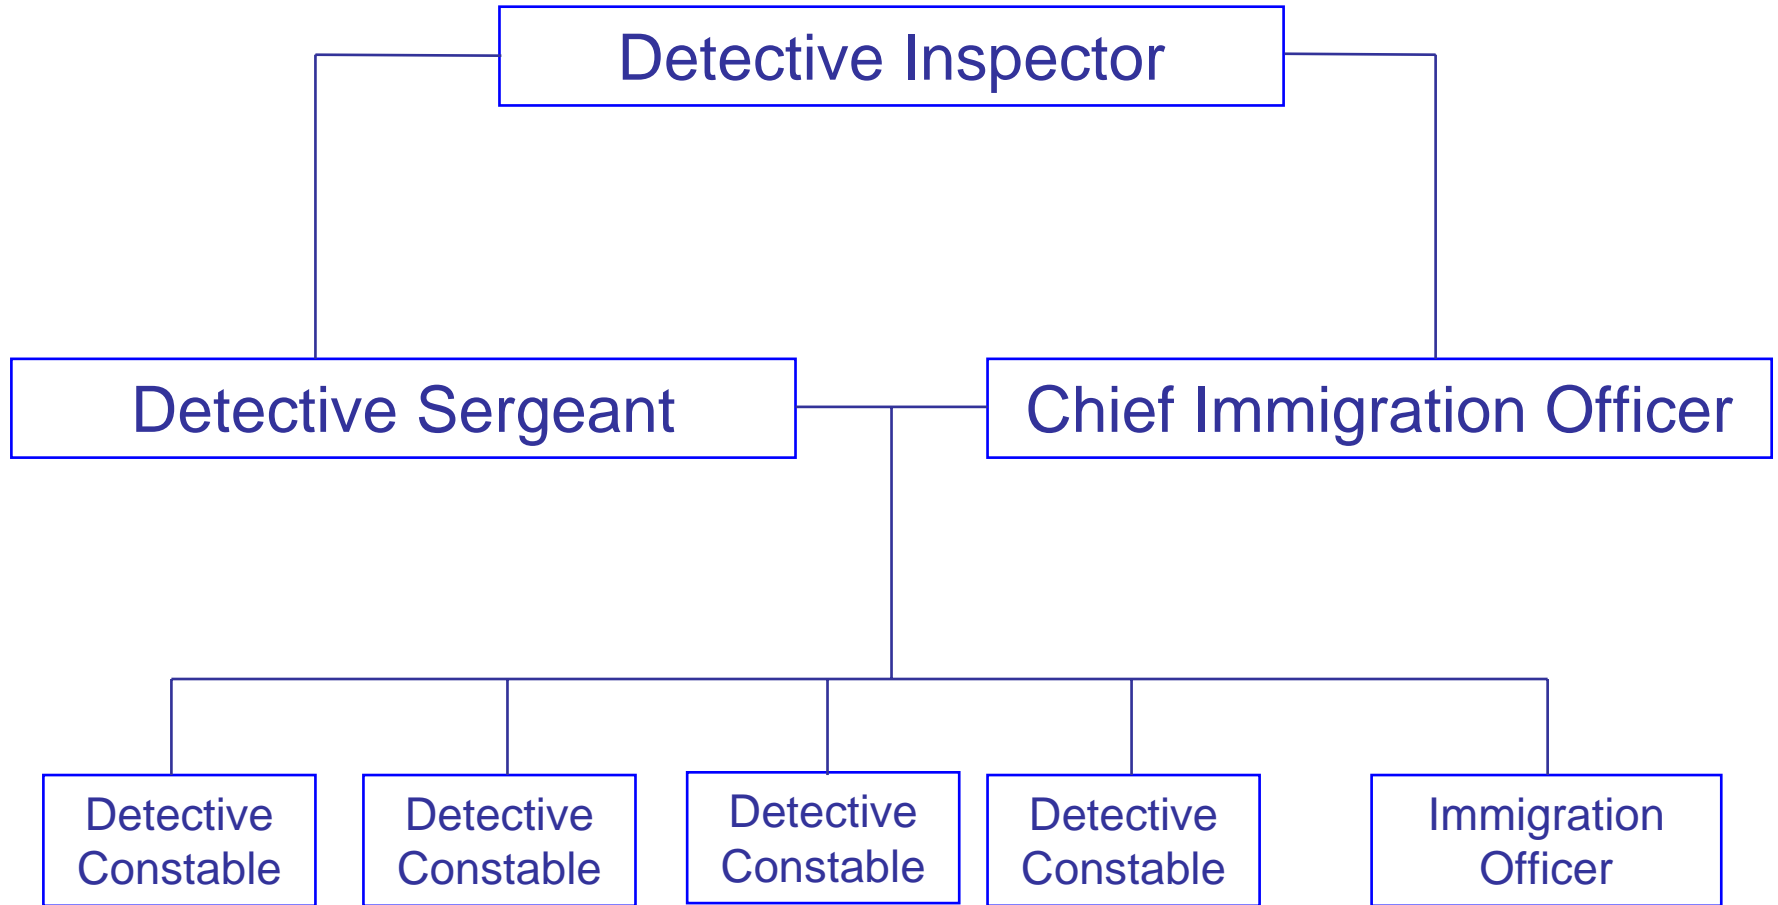 Detective Inspector
Detective Sergeant
Chief Immigration Officer
Detective
Constable
Detective
Constable
Detective
Constable
Detective
Constable
Immigration
Officer